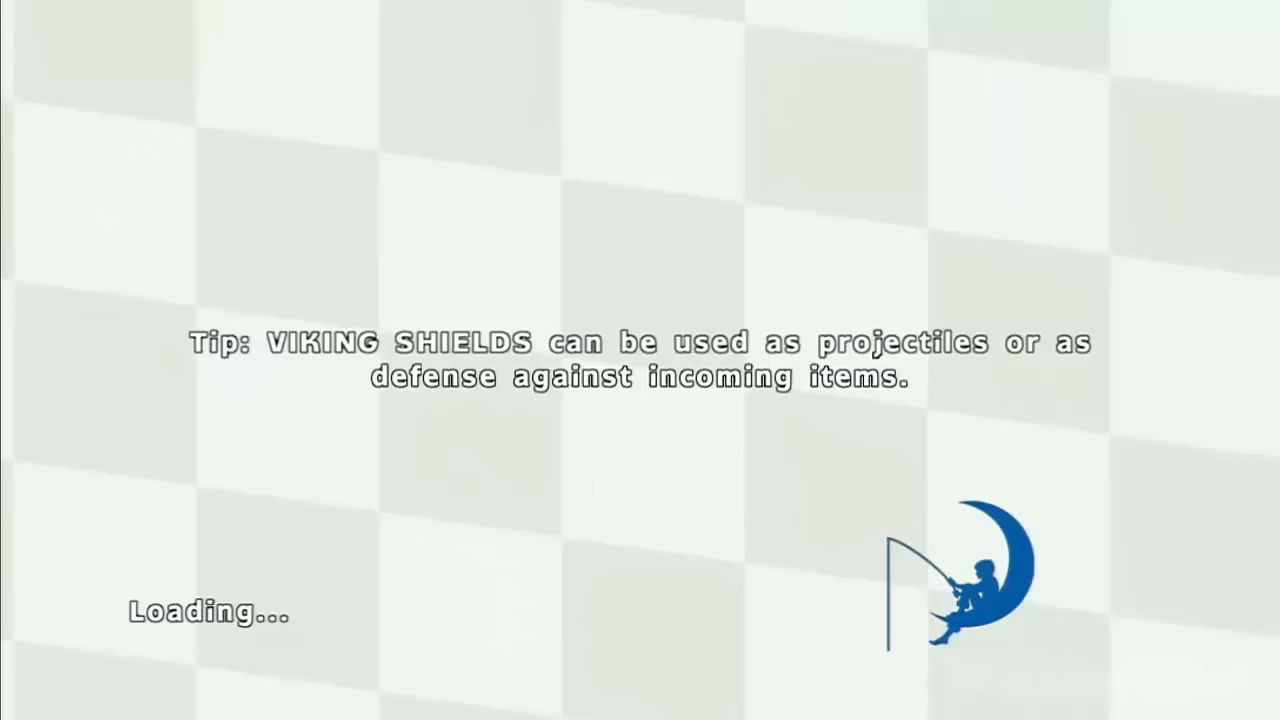 Tip: VIKING SHIELDS can be used as projectiles or as
defense against incoming items.
Loading...